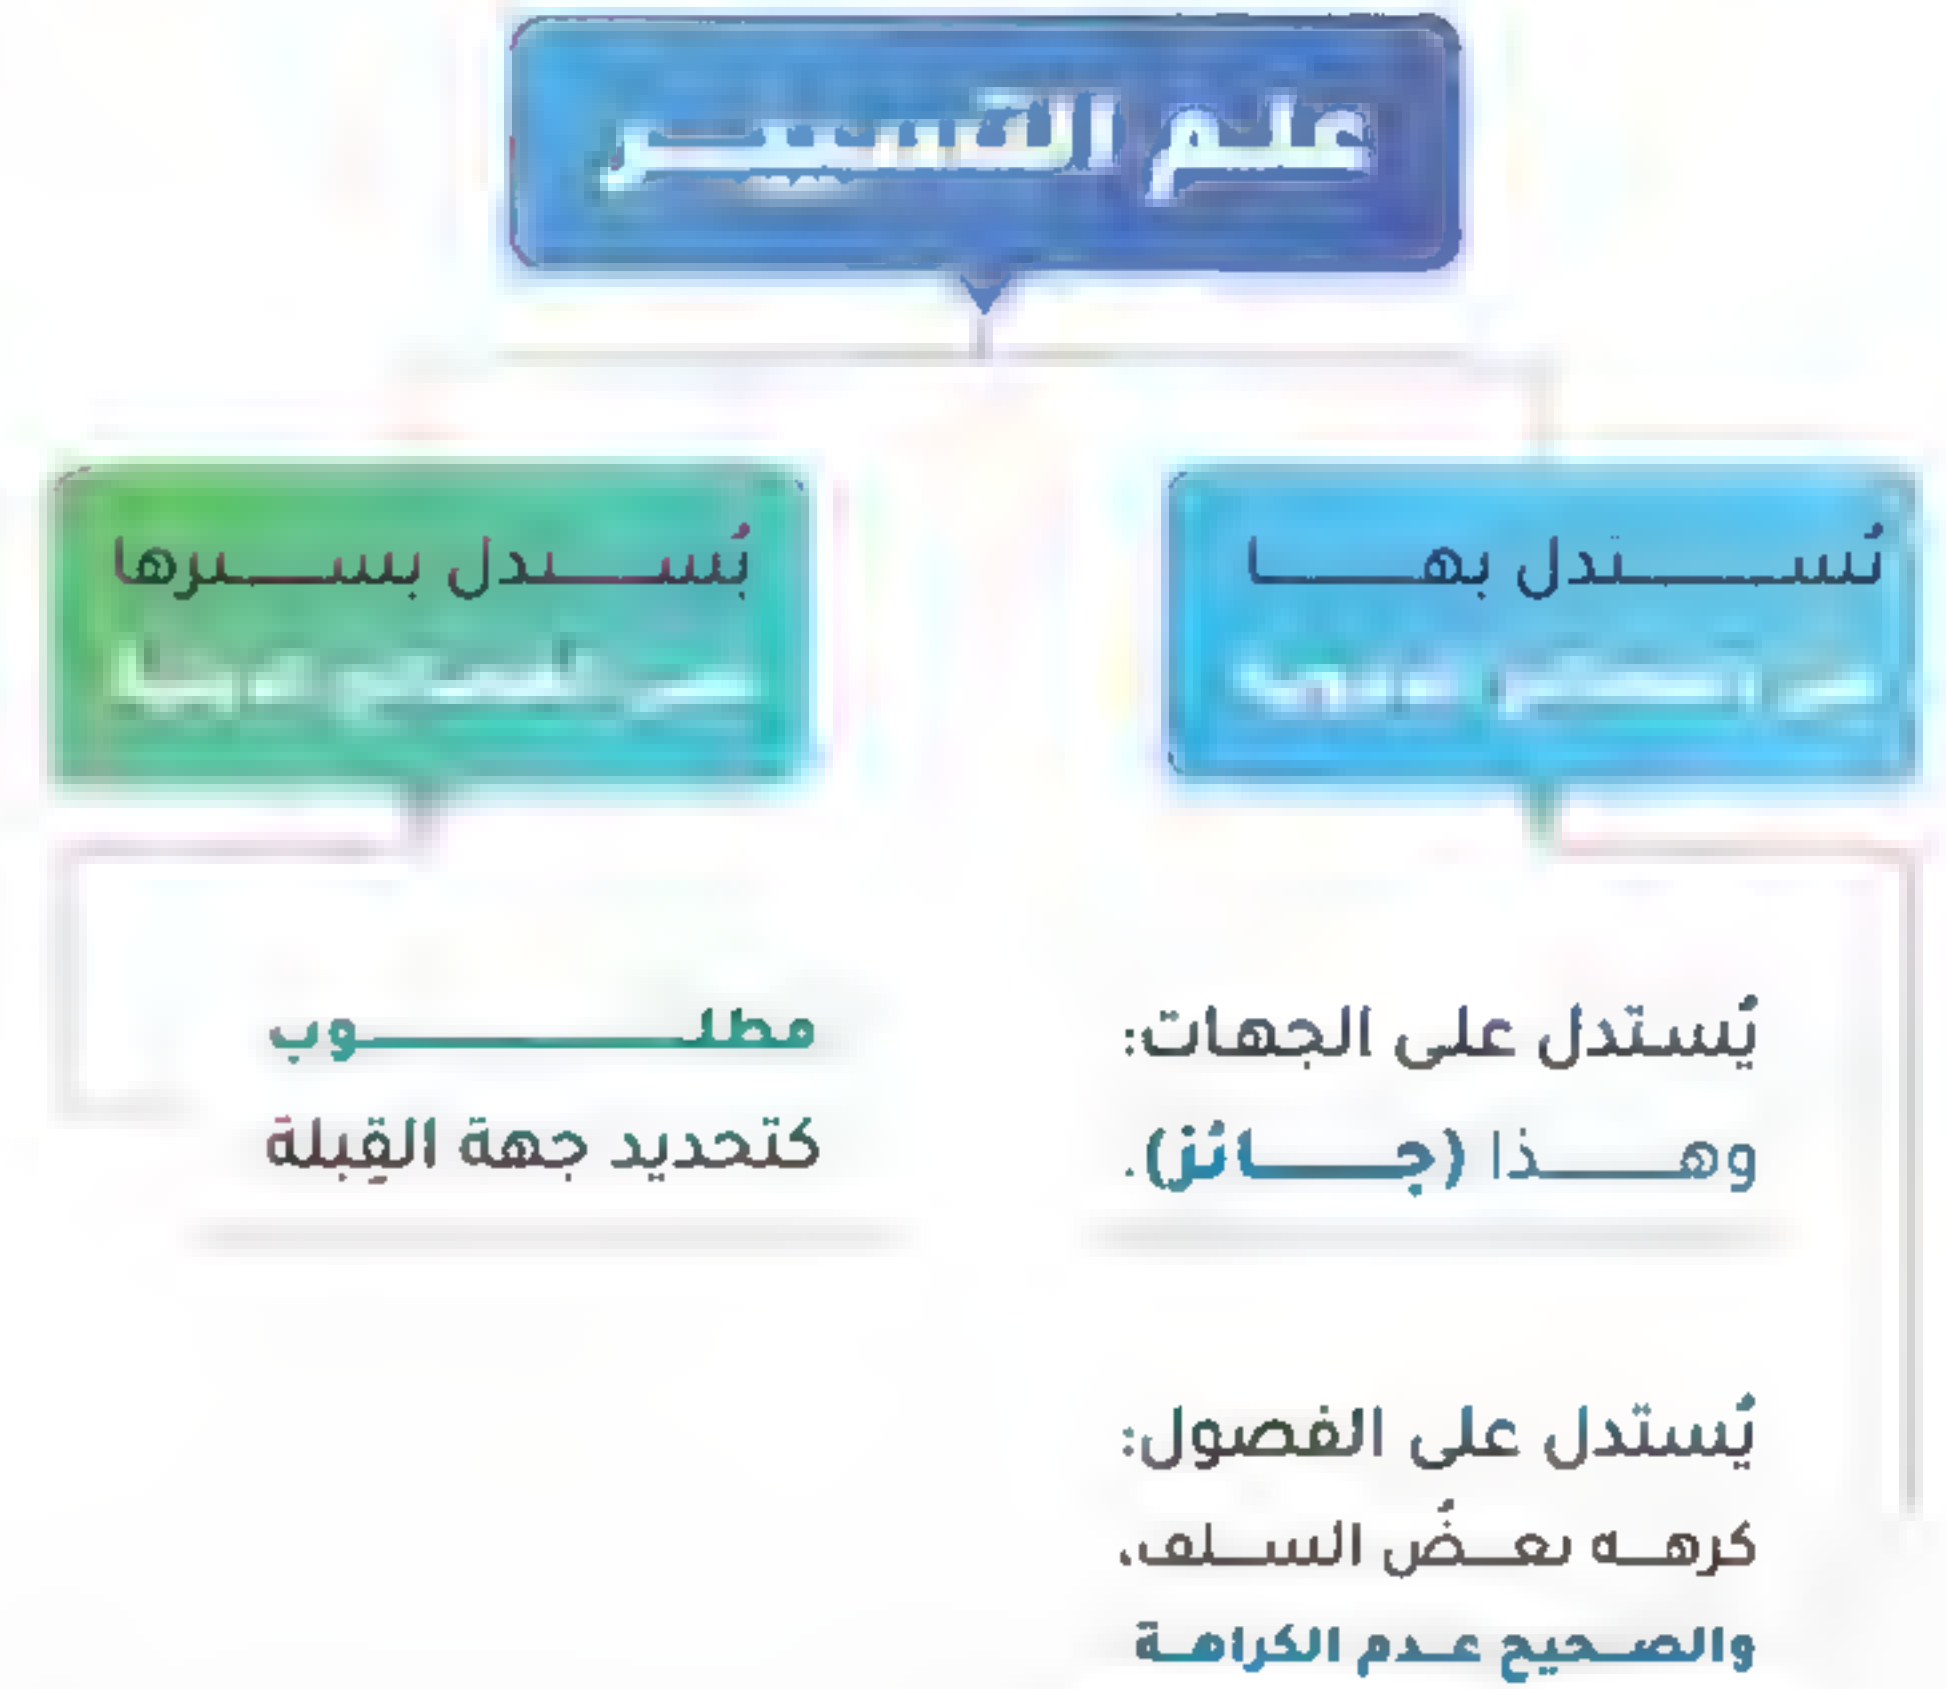 علم التسيير
يُستدل بها
يُستدل بسيرها
يُستدل على الجهات:
وهذا (جائز).
مطلوب
كتحديد جهة القِبلة
يُستدل على الفصول:
كرهه بعضُ السلف،
والصحيح عدم الكراهة